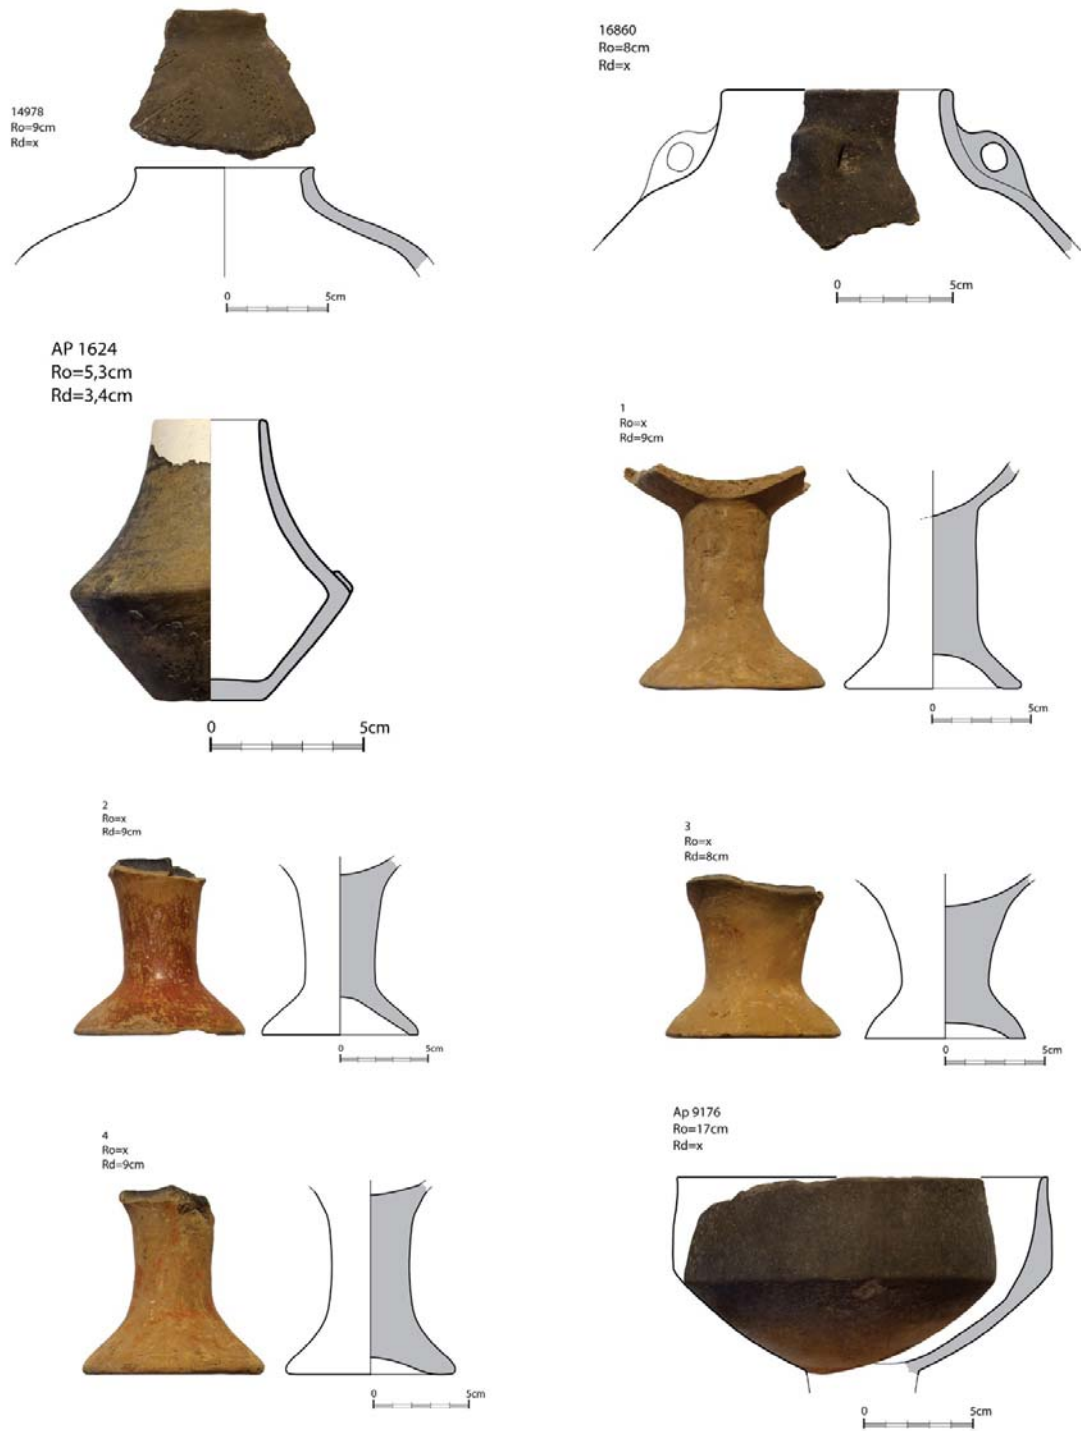 14978
Ro=9cm
Rd=x
0 5cm
16860
Ro=8cm
Rd=x
0 5cm
AP 1624
Ro=5,3cm
Rd=3,4cm
0 5cm
1
Ro=x
Rd=9cm
0 5cm
2
Ro=x
Rd=9cm
0 5cm
3
Ro=x
Rd=8cm
0 5cm
4
Ro=x
Rd=9cm
0 5cm
Ap 9176
Ro=17cm
Rd=x
0 5cm